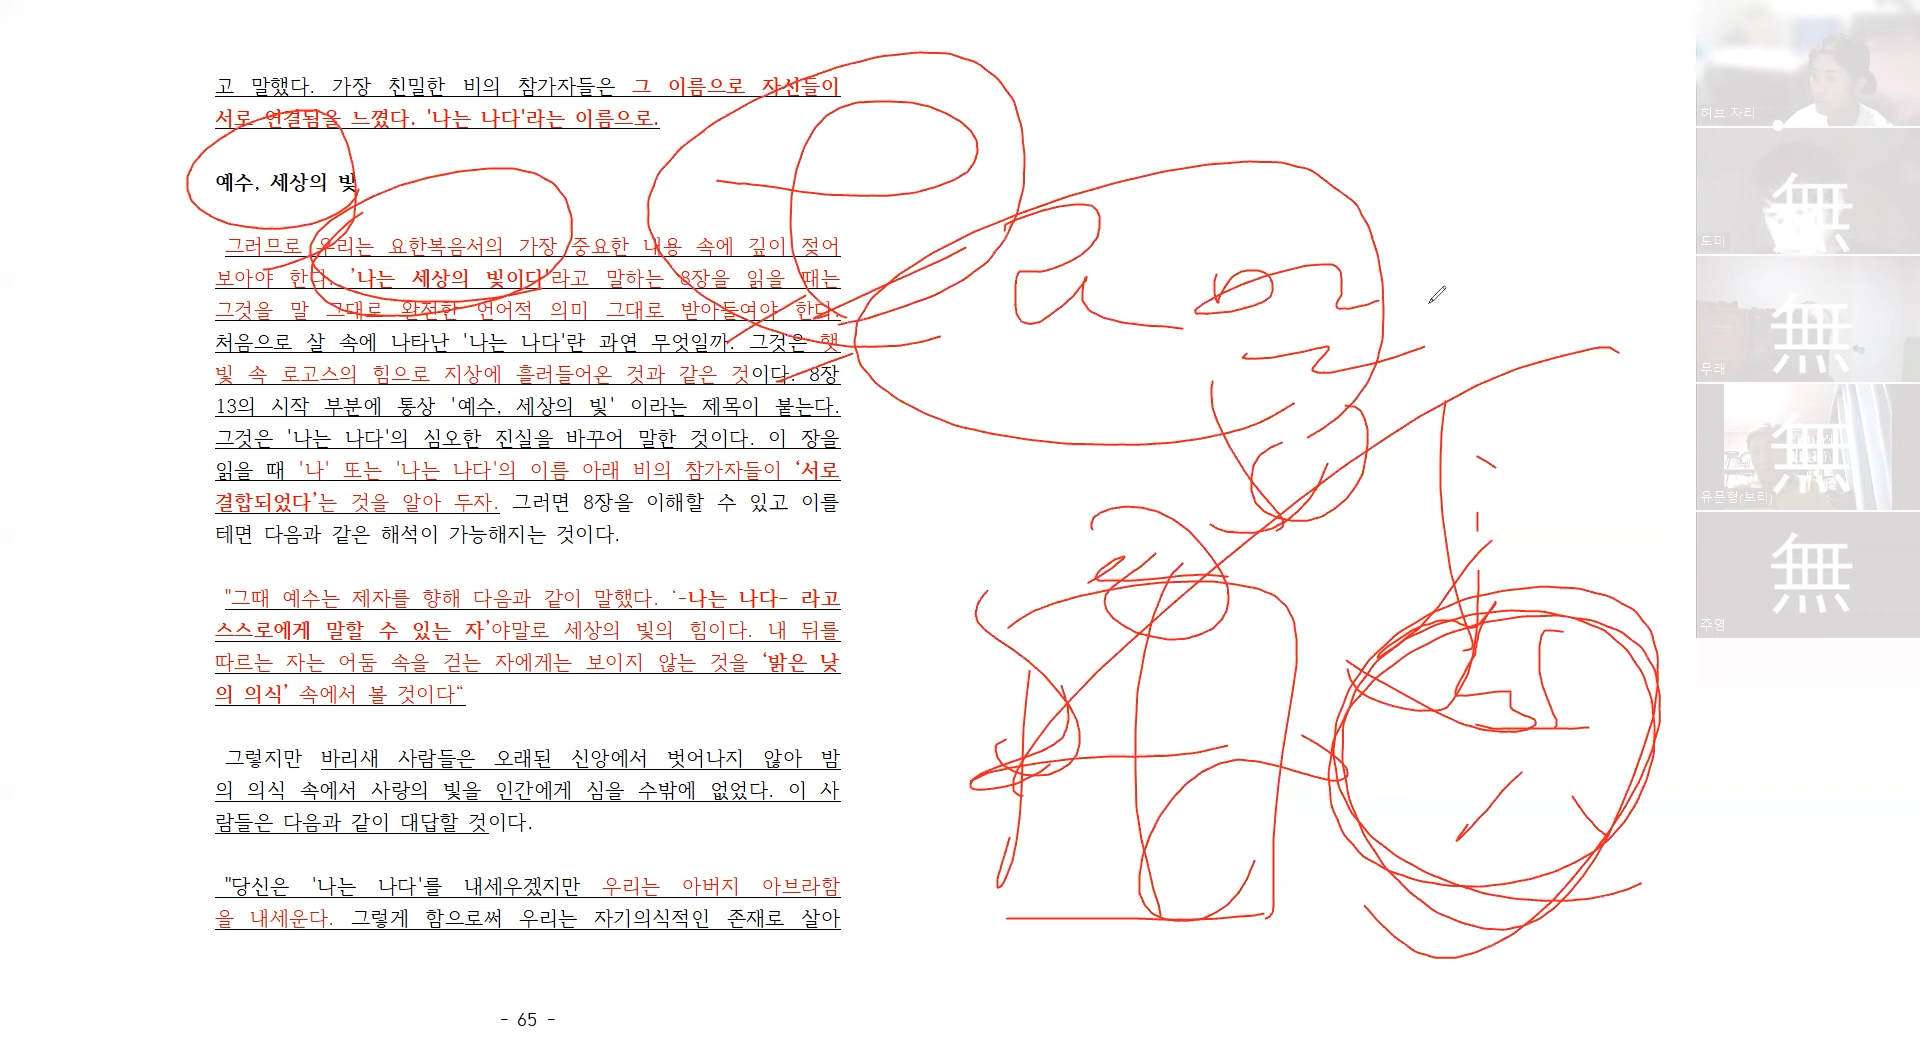 고 말했다. 가장 친밀한 비의 참가자들은 그 이름으로 자신들이
서로 연결됨을 느꼈다. '나는 나다'라는 이름으로.
예수, 세상의 빛
그러므로 우리는 요한복음서의 가장 중요한 내용 속에 깊이 젖어
보아야 한다. '나는 세상의 빛이다'라고 말하는 8장을 읽을 때는
그것을 말 그대로 완전한 언어적 의미 그대로 받아들여야 한다.
처음으로 살 속에 나타난 '나는 나다'란 과연 무엇일까. 그것은 햇
빛 속 로고스의 힘으로 지상에 흘러들어온 것과 같은 것이다. 8장
13의 시작 부분에 통상 '예수, 세상의 빛' 이라는 제목이 붙는다.
그것은 '나는 나다'의 심오한 진실을 바꾸어 말한 것이다. 이 장을
읽을 때 '나' 또는 '나는 나다'의 이름 아래 비의 참가자들이 ‘서로
결합되었다’는 것을 알아 두자. 그러면 8장을 이해할 수 있고 이를
테면 다음과 같은 해석이 가능해지는 것이다.
"그때 예수는 제자를 향해 다음과 같이 말했다. ‘-나는 나다- 라고
스스로에게 말할 수 있는 자’야말로 세상의 빛의 힘이다. 내 뒤를
따르는 자는 어둠 속을 걷는 자에게는 보이지 않는 것을 ‘밝은 낮
의 의식’ 속에서 볼 것이다“
그렇지만 바리새 사람들은 오래된 신앙에서 벗어나지 않아 밤
의 의식 속에서 사랑의 빛을 인간에게 심을 수밖에 없었다. 이 사
람들은 다음과 같이 대답할 것이다.
"당신은 '나는 나다'를 내세우겠지만 우리는 아버지 아브라함
을 내세운다. 그렇게 함으로써 우리는 자기의식적인 존재로 살아
- 65 -
허브 자리
無
도미
無
무래
無
유문형(보리)
無
주영